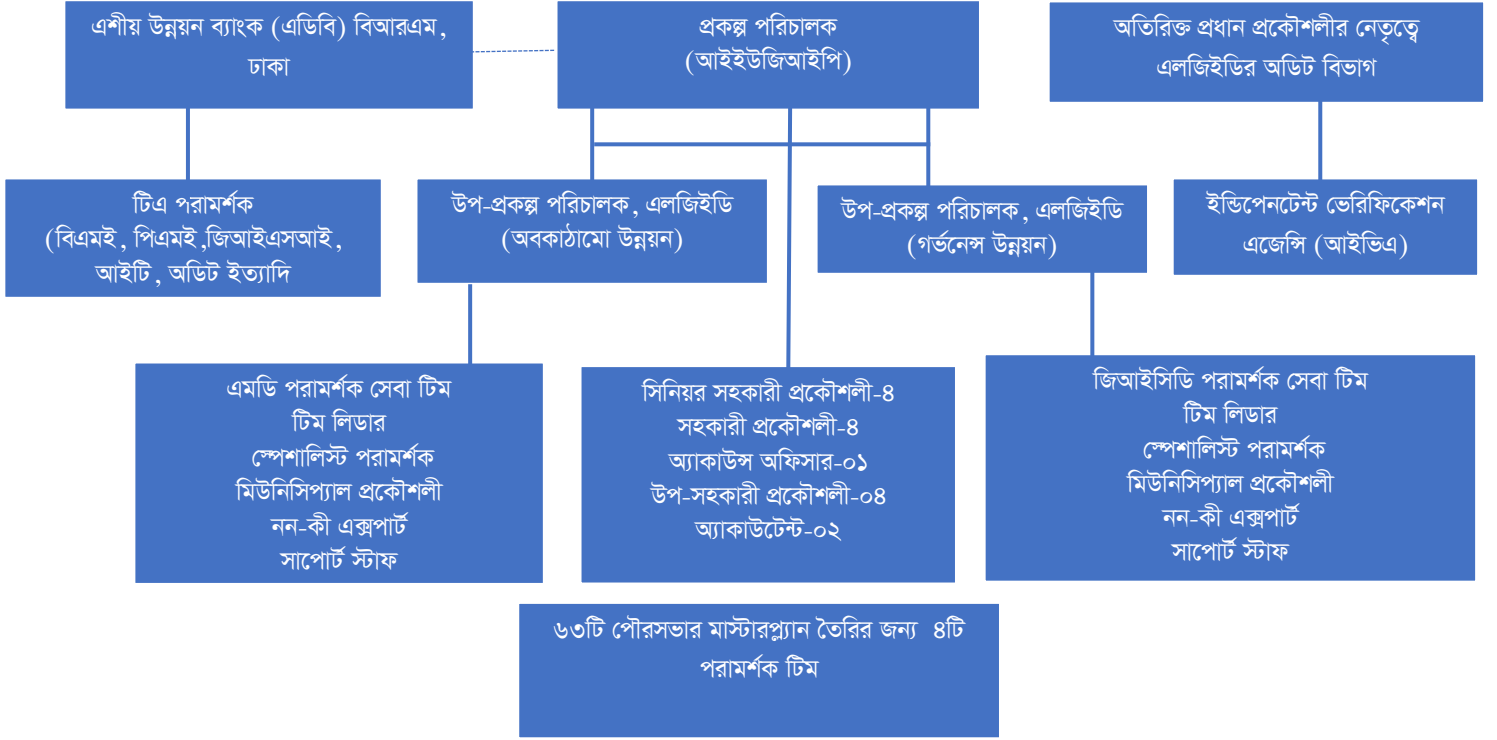 এশীয় উন্নয়ন ব্যাংক (এডিবি) বিআরএম,
ঢাকা
প্রকল্প পরিচালক
(আইইউজিআইপি)
অতিরিক্ত প্রধান প্রকৌশলীর নেতৃত্বে
এলজিইডির অডিট বিভাগ
টিএ পরামর্শক
(বিএমই, পিএমই,জিআইএসআই,
আইটি, অডিট ইত্যাদি
উপ-প্রকল্প পরিচালক, এলজিইডি
(অবকাঠামো উন্নয়ন)
উপ-প্রকল্প পরিচালক, এলজিইডি
(গর্ভনেন্স উন্নয়ন)
ইন্ডিপেনটেন্ট ভেরিফিকেশন
এজেন্সি (আইভিএ)
এমডি পরামর্শক সেবা টিম
টিম লিডার
স্পেশালিস্ট পরামর্শক
মিউনিসিপ্যাল প্রকৌশলী
নন-কী এক্সপার্ট
সাপোর্ট স্টাফ
সিনিয়র সহকারী প্রকৌশলী-৪
সহকারী প্রকৌশলী-৪
অ্যাকাউন্স অফিসার-০১
উপ-সহকারী প্রকৌশলী-০৪
অ্যাকাউটেন্ট-০২
জিআইসিডি পরামর্শক সেবা টিম
টিম লিডার
স্পেশালিস্ট পরামর্শক
মিউনিসিপ্যাল প্রকৌশলী
নন-কী এক্সপার্ট
সাপোর্ট স্টাফ
৬৩টি পৌরসভার মাস্টারপ্ল্যান তৈরির জন্য ৪টি
পরামর্শক টিম